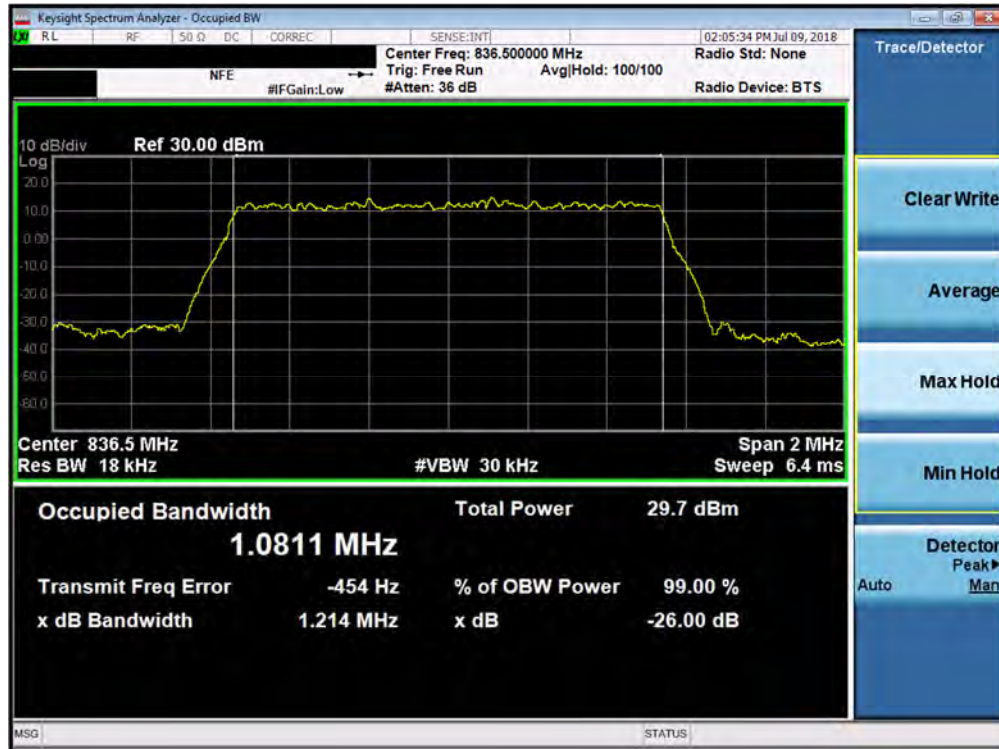 Keysight Spectrum Analyzer - Occupied BW
LXI RL RF 50 Ω DC CORREC SENSE:INT 02:05:34 PM Jul 09, 2018
Center Freq: 836.500000 MHz Radio Std: None
NFE Trig: Free Run Avg|Hold: 100/100
#IFGain:Low #Atten: 36 dB Radio Device: BTS
Trace/Detector
10 dB/div Ref 30.00 dBm
Log
20.0
10.0
0.00
-10.0
-20.0
-30.0
-40.0
-50.0
-60.0
Center 836.5 MHz Span 2 MHz
Res BW 18 kHz #VBW 30 kHz Sweep 6.4 ms
Occupied Bandwidth Total Power 29.7 dBm
1.0811 MHz
Transmit Freq Error -454 Hz % of OBW Power 99.00 %
x dB Bandwidth 1.214 MHz x dB -26.00 dB
Clear Write
Average
Max Hold
Min Hold
Detector
Peak▶
Auto Man
MSG STATUS